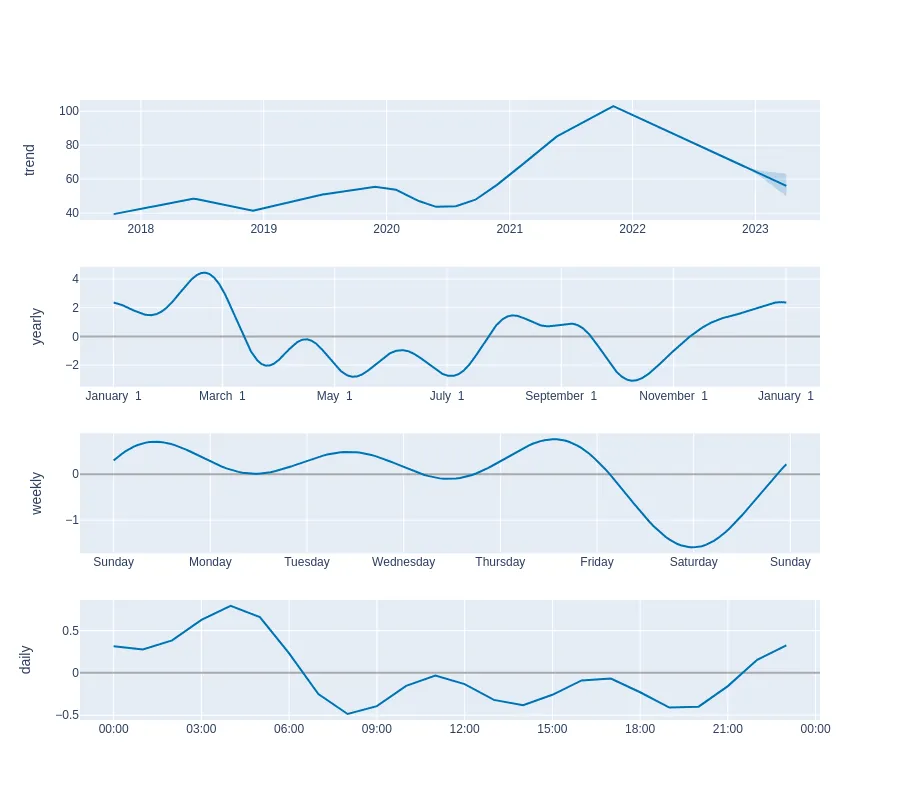 trend
100
80
60
40
2018 2019 2020 2021 2022 2023
yearly
4
2
0
−2
January 1 March 1 May 1 July 1 September 1 November 1 January 1
weekly
0
−1
Sunday Monday Tuesday Wednesday Thursday Friday Saturday Sunday
daily
0.5
0
−0.5
00:00 03:00 06:00 09:00 12:00 15:00 18:00 21:00 00:00